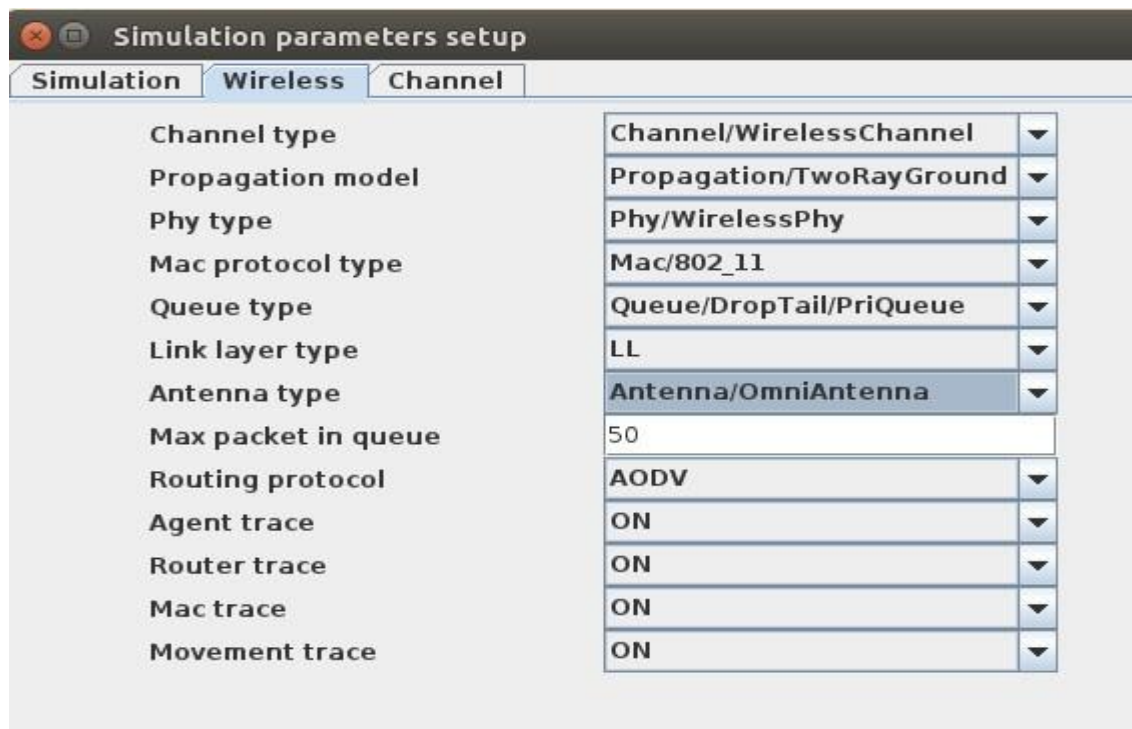 Simulation parameters setup
Simulation Wireless Channel
Channel type Channel/WirelessChannel
Propagation model Propagation/TwoRayGround
Phy type Phy/WirelessPhy
Mac protocol type Mac/802_11
Queue type Queue/DropTail/PriQueue
Link layer type LL
Antenna type Antenna/OmniAntenna
Max packet in queue 50
Routing protocol AODV
Agent trace ON
Router trace ON
Mac trace ON
Movement trace ON